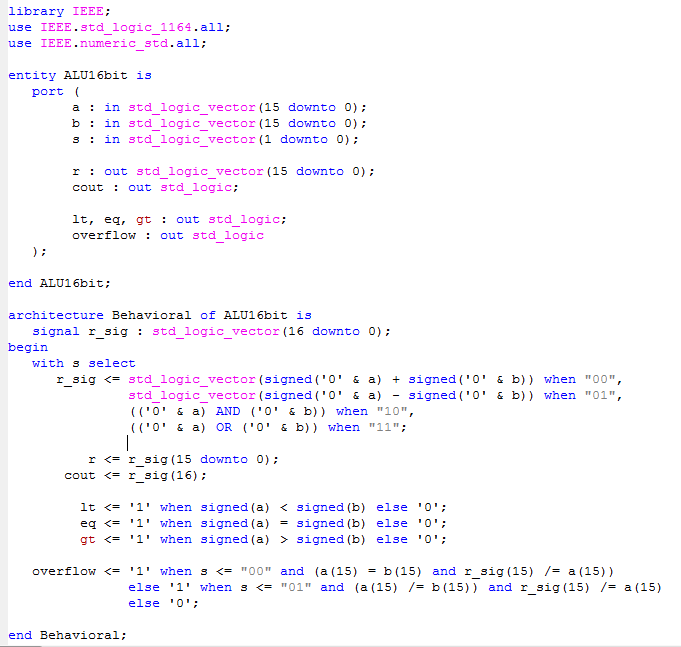 library IEEE;
use IEEE.std_logic_1164.all;
use IEEE.numeric_std.all;

entity ALU16bit is
   port (
        a : in std_logic_vector(15 downto 0);
        b : in std_logic_vector(15 downto 0);
        s : in std_logic_vector(1 downto 0);

        r : out std_logic_vector(15 downto 0);
        cout : out std_logic;

        lt, eq, gt : out std_logic;
        overflow : out std_logic
   );

end ALU16bit;

architecture Behavioral of ALU16bit is
   signal r_sig : std_logic_vector(16 downto 0);
begin
   with s select
      r_sig <= std_logic_vector(signed('0' & a) + signed('0' & b)) when "00",
               std_logic_vector(signed('0' & a) - signed('0' & b)) when "01",
               (('0' & a) AND ('0' & b)) when "10",
               (('0' & a) OR ('0' & b)) when "11";

          r <= r_sig(15 downto 0);
       cout <= r_sig(16);

         lt <= '1' when signed(a) < signed(b) else '0';
         eq <= '1' when signed(a) = signed(b) else '0';
         gt <= '1' when signed(a) > signed(b) else '0';

   overflow <= '1' when s <= "00" and (a(15) = b(15) and r_sig(15) /= a(15))
               else '1' when s <= "01" and (a(15) /= b(15)) and r_sig(15) /= a(15)
               else '0';

end Behavioral;